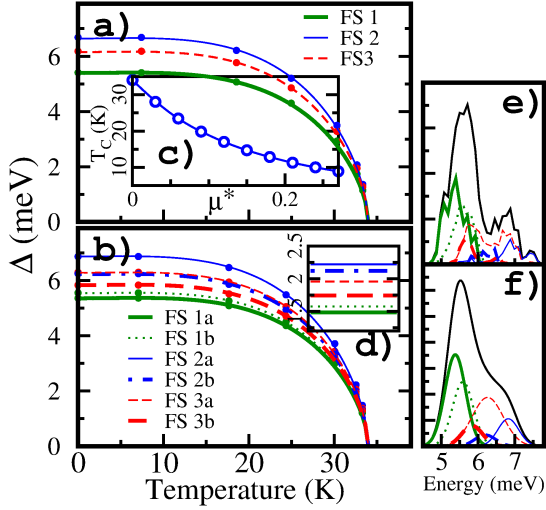 a)
FS 1
FS 2
FS3
6
4
2
0
30
20
10
T_C(K)
c)
0
0.2
μ*
Δ (meV)
b)
6
4
2
0
2.5
2
1.5
d)
FS 1a
FS 1b
FS 2a
FS 2b
FS 3a
FS 3b
0
10
20
30
Temperature (K)
e)
f)
5
6
7
Energy (meV)